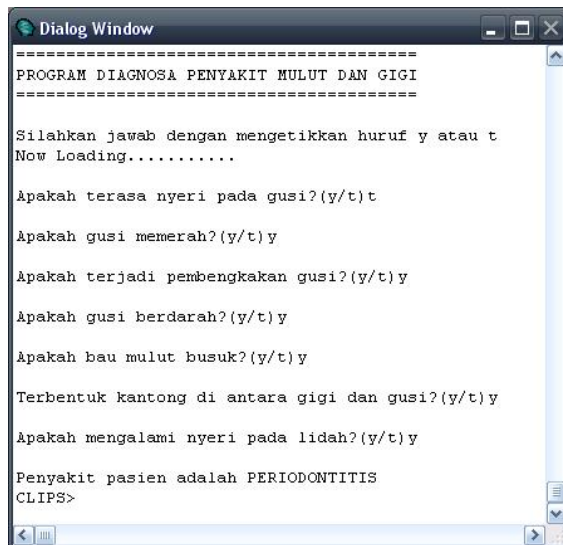 Dialog Window
=========================================
PROGRAM DIAGNOSA PENYAKIT MULUT DAN GIGI
=========================================
Silahkan jawab dengan mengetikkan huruf y atau t
Now Loading...........
Apakah terasa nyeri pada gusi?(y/t)t
Apakah gusi memerah?(y/t)y
Apakah terjadi pembengkakan gusi?(y/t)y
Apakah gusi berdarah?(y/t)y
Apakah bau mulut busuk?(y/t)y
Terbentuk kantong di antara gigi dan gusi?(y/t)y
Apakah mengalami nyeri pada lidah?(y/t)y
Penyakit pasien adalah PERIODONTITIS
CLIPS>